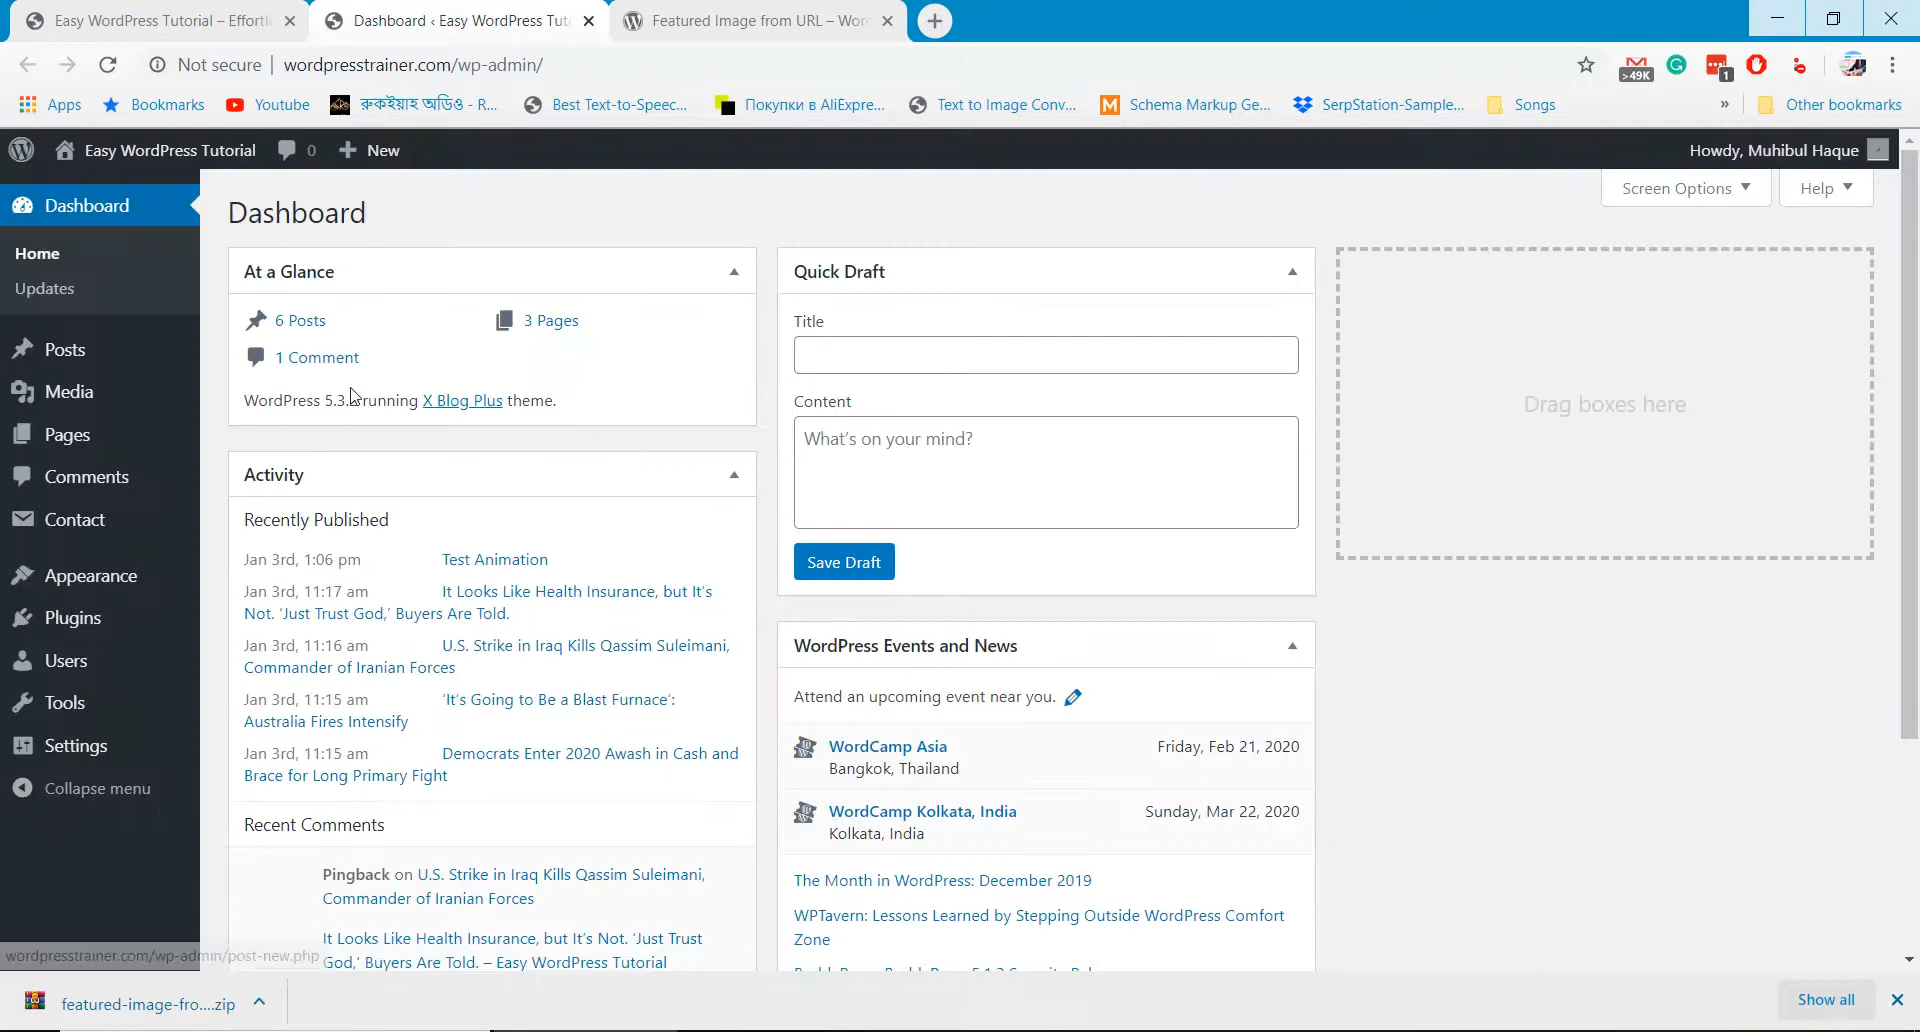 Easy WordPress Tutorial – Effortl
Dashboard ‹ Easy WordPress Tuto
Featured Image from URL – Wor
Not secure
wordpresstrainer.com/wp-admin/
>49K
1
Apps
Bookmarks
Youtube
রুকইয়াহ অডিও - R...
Best Text-to-Speec...
Покупки в AliExpre...
Text to Image Conv...
Schema Markup Ge...
SerpStation-Sample...
Songs
»
Other bookmarks
Easy WordPress Tutorial
0
New
Howdy, Muhibul Haque
Dashboard
Home
Updates
Posts
Media
Pages
Comments
Contact
Appearance
Plugins
Users
Tools
Settings
Collapse menu
Screen Options
Help
Dashboard
At a Glance
6 Posts
3 Pages
1 Comment
WordPress 5.3. running X Blog Plus theme.
Activity
Recently Published
Jan 3rd, 1:06 pm Test Animation
Jan 3rd, 11:17 am It Looks Like Health Insurance, but It’s
Not. ‘Just Trust God,’ Buyers Are Told.
Jan 3rd, 11:16 am U.S. Strike in Iraq Kills Qassim Suleimani,
Commander of Iranian Forces
Jan 3rd, 11:15 am ‘It’s Going to Be a Blast Furnace’:
Australia Fires Intensify
Jan 3rd, 11:15 am Democrats Enter 2020 Awash in Cash and
Brace for Long Primary Fight
Recent Comments
Pingback on U.S. Strike in Iraq Kills Qassim Suleimani,
Commander of Iranian Forces
It Looks Like Health Insurance, but It’s Not. ‘Just Trust
God,’ Buyers Are Told. – Easy WordPress Tutorial
Quick Draft
Title
Content
What’s on your mind?
Save Draft
WordPress Events and News
Attend an upcoming event near you.
WordCamp Asia
Friday, Feb 21, 2020
Bangkok, Thailand
WordCamp Kolkata, India
Sunday, Mar 22, 2020
Kolkata, India
The Month in WordPress: December 2019
WPTavern: Lessons Learned by Stepping Outside WordPress Comfort
Zone
Drag boxes here
wordpresstrainer.com/wp-admin/post-new.php
featured-image-fro....zip
Show all